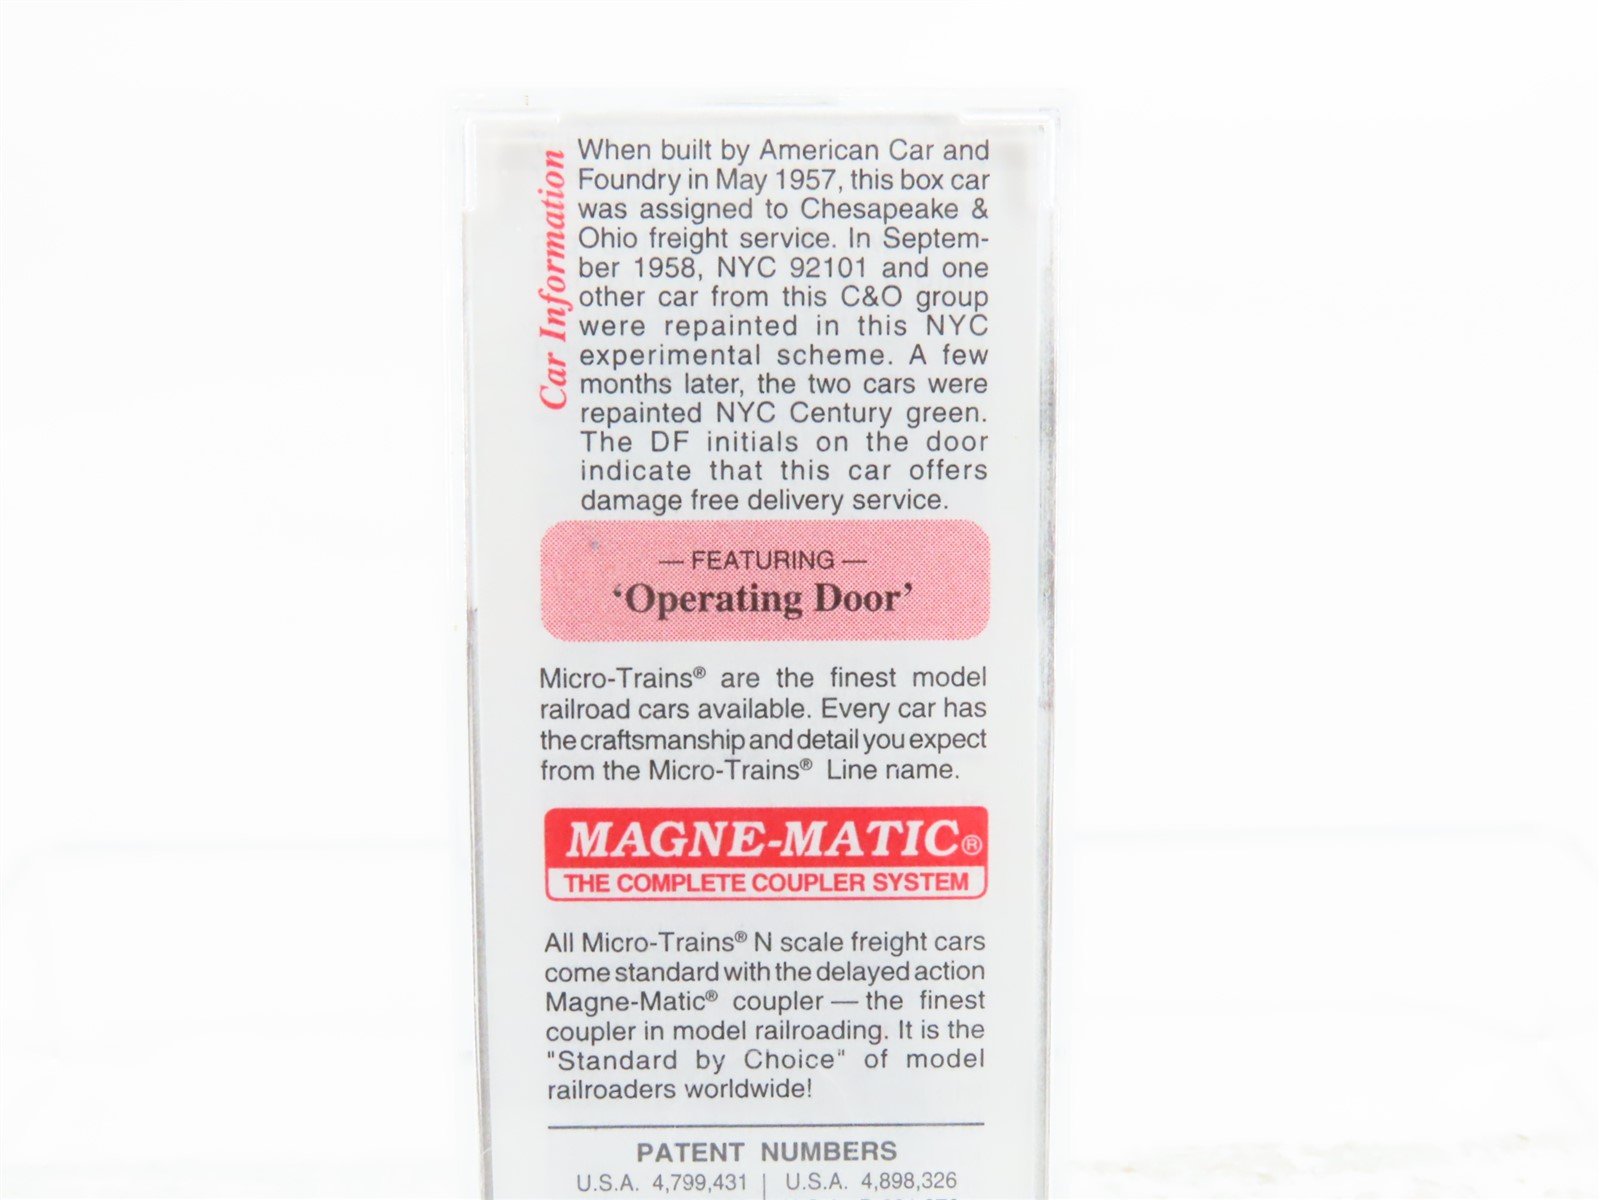 Car Information
When built by American Car and
Foundry in May 1957, this box car
was assigned to Chesapeake &
Ohio freight service. In Septem-
ber 1958, NYC 92101 and one
other car from this C&O group
were repainted in this NYC
experimental scheme. A few
months later, the two cars were
repainted NYC Century green.
The DF initials on the door
indicate that this car offers
damage free delivery service.
— FEATURING —
'Operating Door'
Micro-Trains® are the finest model
railroad cars available. Every car has
the craftsmanship and detail you expect
from the Micro-Trains® Line name.
MAGNE-MATIC®
THE COMPLETE COUPLER SYSTEM
All Micro-Trains® N scale freight cars
come standard with the delayed action
Magne-Matic® coupler — the finest
coupler in model railroading. It is the
"Standard by Choice" of model
railroaders worldwide!
PATENT NUMBERS
U.S.A. 4,799,431 | U.S.A. 4,898,326